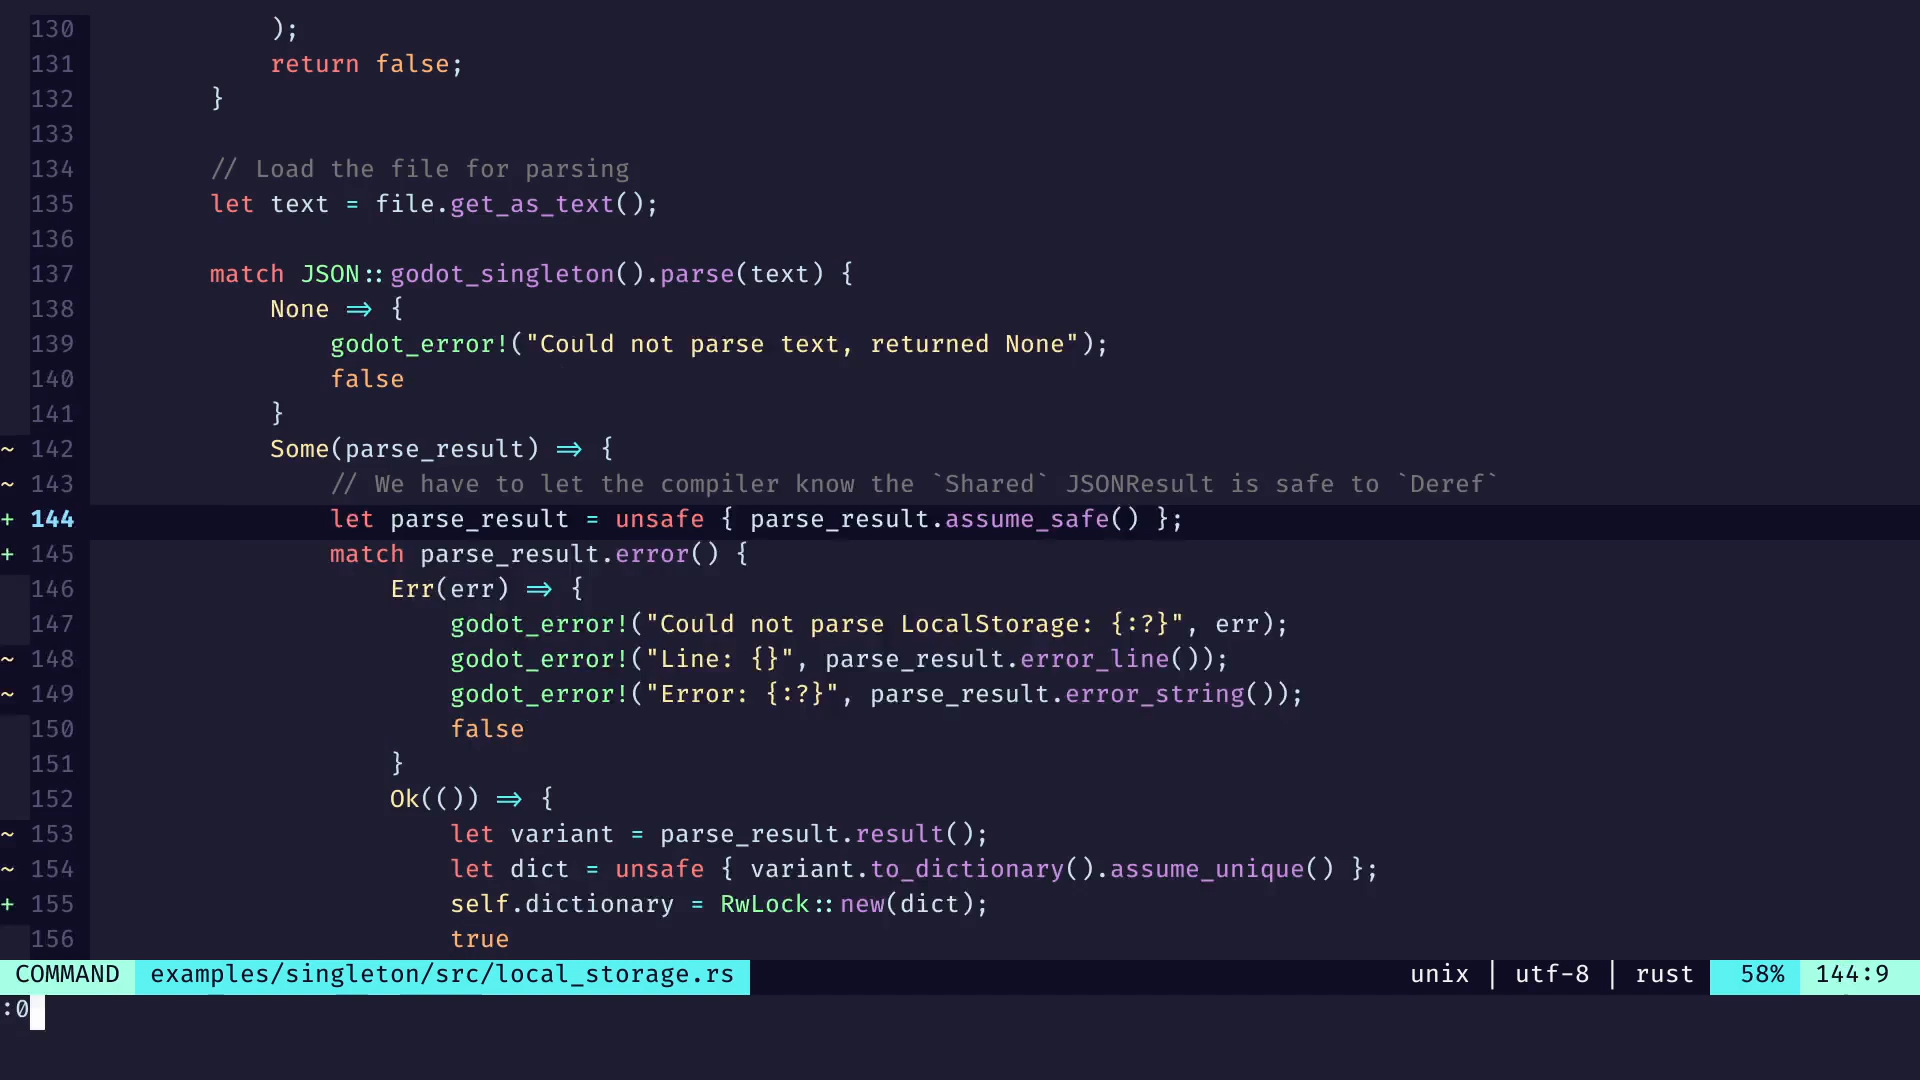 130             );
131             return false;
132         }
133
134         // Load the file for parsing
135         let text = file.get_as_text();
136
137         match JSON::godot_singleton().parse(text) {
138             None => {
139                 godot_error!("Could not parse text, returned None");
140                 false
141             }
~ 142             Some(parse_result) => {
~ 143                 // We have to let the compiler know the `Shared` JSONResult is safe to `Deref`
+ 144                 let parse_result = unsafe { parse_result.assume_safe() };
+ 145                 match parse_result.error() {
146                     Err(err) => {
147                         godot_error!("Could not parse LocalStorage: {:?}", err);
~ 148                         godot_error!("Line: {}", parse_result.error_line());
~ 149                         godot_error!("Error: {:?}", parse_result.error_string());
150                         false
151                     }
152                     Ok(()) => {
~ 153                         let variant = parse_result.result();
~ 154                         let dict = unsafe { variant.to_dictionary().assume_unique() };
+ 155                         self.dictionary = RwLock::new(dict);
156                         true
COMMAND examples/singleton/src/local_storage.rs unix | utf-8 | rust 58% 144:9
:0